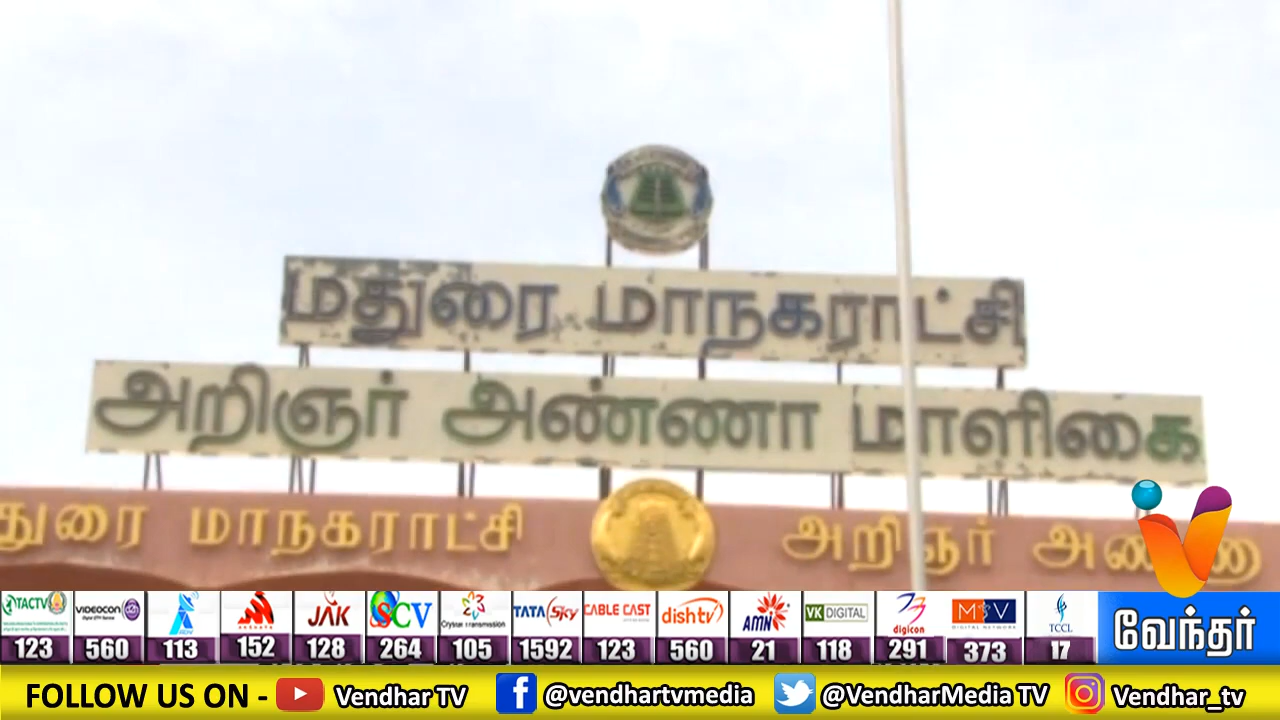 மதுரை மாநகராட்சி
அறிஞர் அண்ணா மாளிகை
துரை மாநகராட்சி
அறிஞர் அண்ணா
TACTV VIDEOCON JAK SCV Crystal Transmission TATA Sky CABLE CAST dishtv AMN VK DIGITAL digicon M V DIGITAL NETWORK TCCL
123 560 113 152 128 264 105 1592 123 560 21 118 291 373 17
வேந்தர்
FOLLOW US ON - Vendhar TV @vendhartvmedia @VendharMedia TV Vendhar_tv